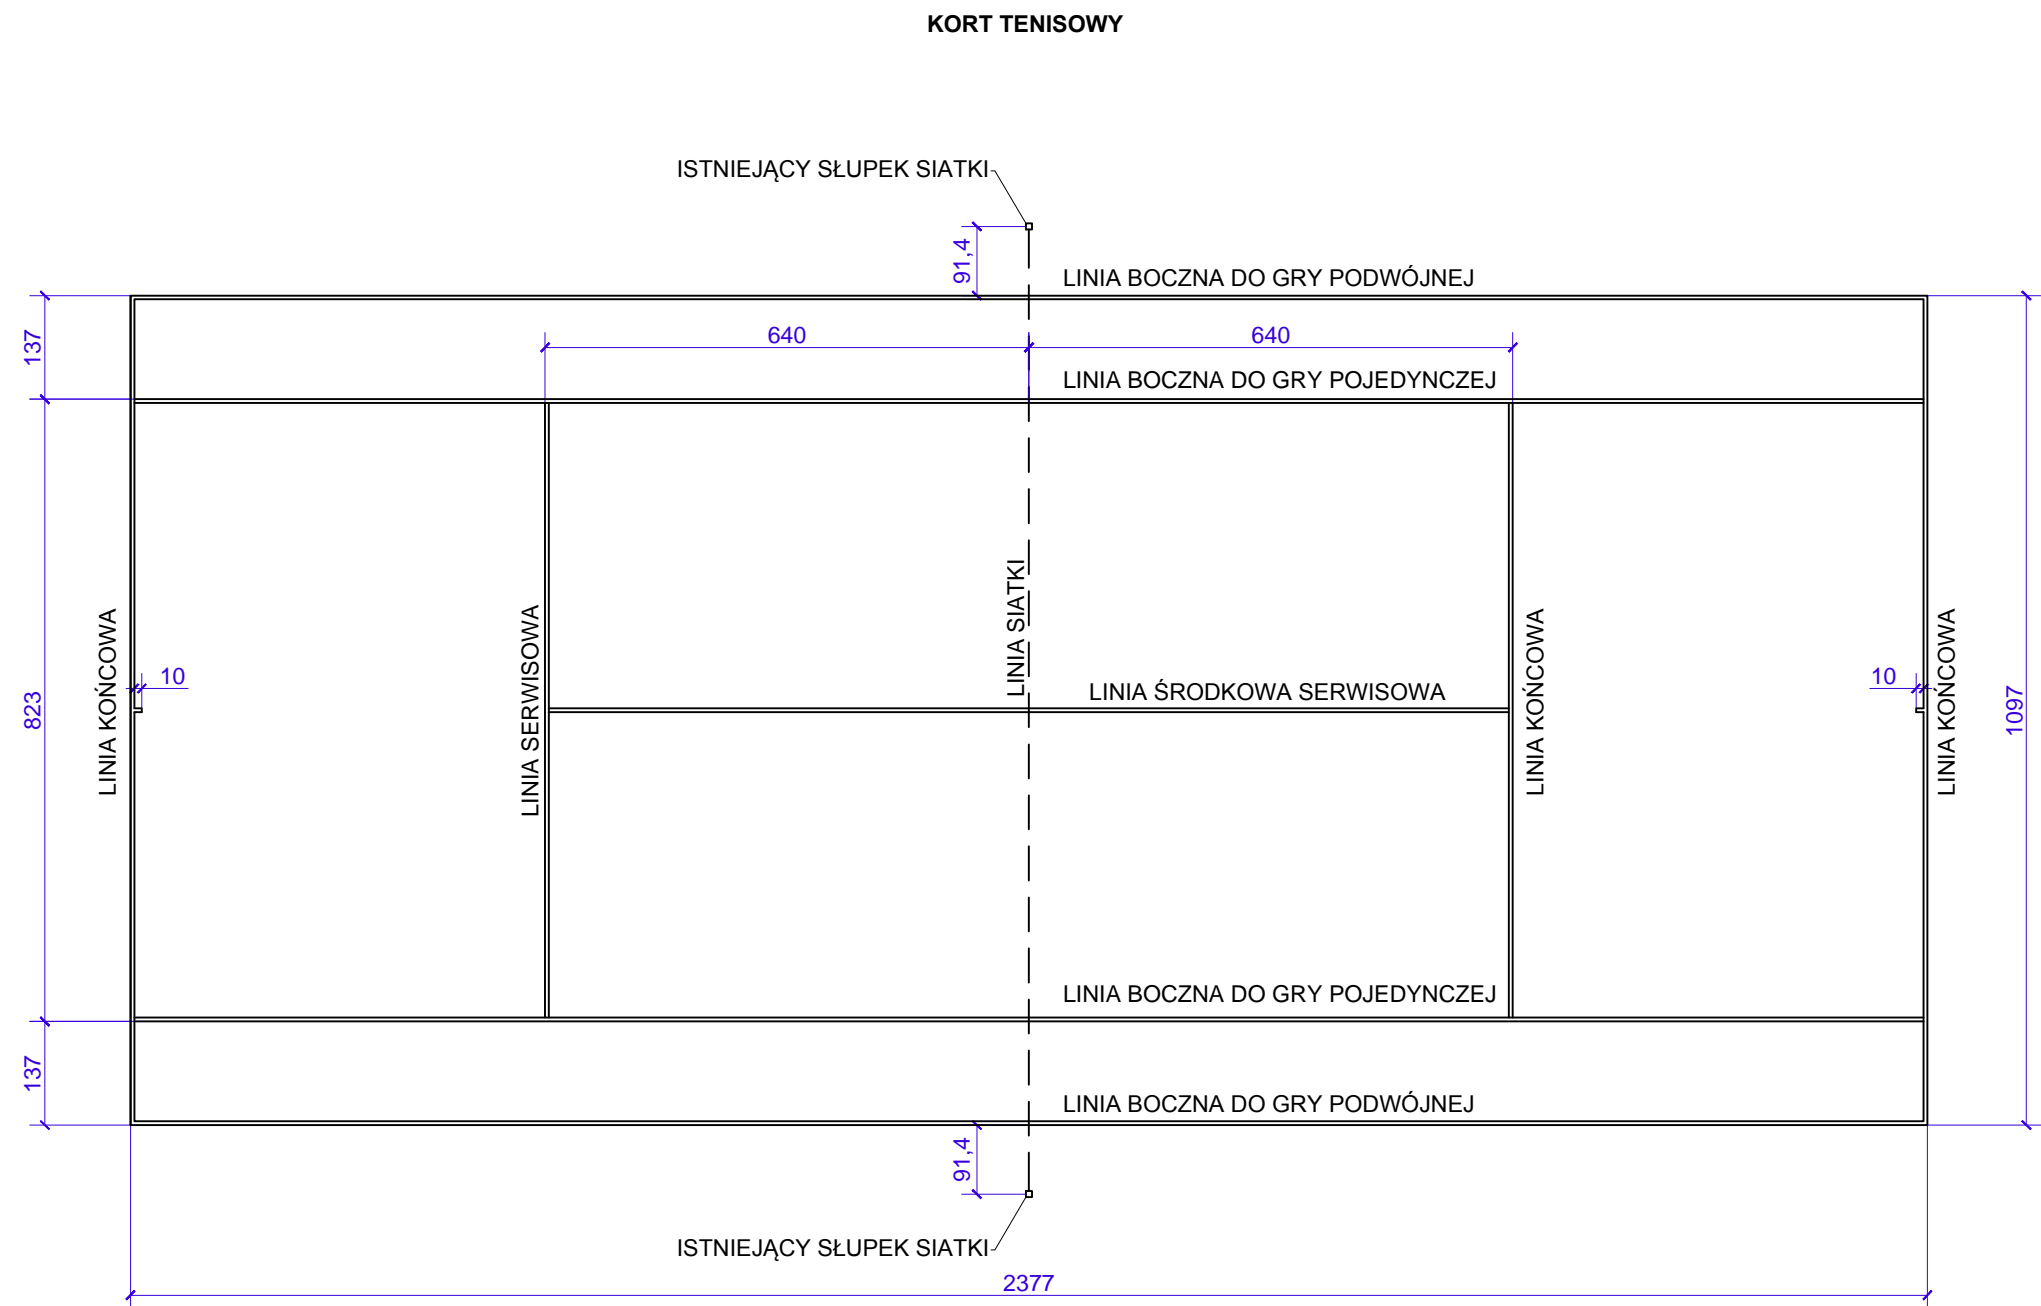 KORT TENISOWY
ISTNIEJĄCY SŁUPEK SIATKI
91,4
LINIA BOCZNA DO GRY PODWÓJNEJ
137
640
640
LINIA BOCZNA DO GRY POJEDYNCZEJ
LINIA KOŃCOWA
10
823
LINIA SERWISOWA
LINIA SIATKI
LINIA ŚRODKOWA SERWISOWA
LINIA KOŃCOWA
10
LINIA KOŃCOWA
1097
LINIA BOCZNA DO GRY POJEDYNCZEJ
137
LINIA BOCZNA DO GRY PODWÓJNEJ
91,4
ISTNIEJĄCY SŁUPEK SIATKI
2377